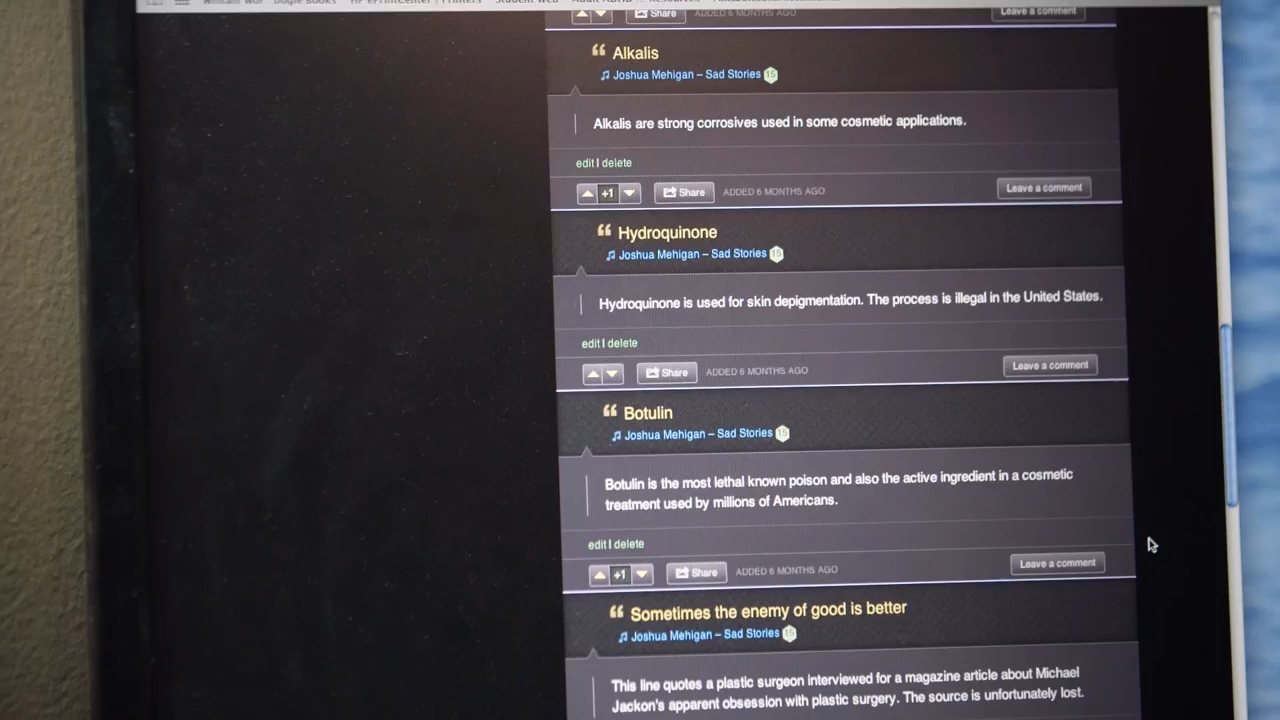 Share ADDED 6 MONTHS AGO Leave a comment
“ Alkalis
Joshua Mehigan – Sad Stories 15
Alkalis are strong corrosives used in some cosmetic applications.
edit | delete
+1 Share ADDED 6 MONTHS AGO Leave a comment
“ Hydroquinone
Joshua Mehigan – Sad Stories 15
Hydroquinone is used for skin depigmentation. The process is illegal in the United States.
edit | delete
Share ADDED 6 MONTHS AGO Leave a comment
“ Botulin
Joshua Mehigan – Sad Stories 15
Botulin is the most lethal known poison and also the active ingredient in a cosmetic
treatment used by millions of Americans.
edit | delete
+1 Share ADDED 6 MONTHS AGO Leave a comment
“ Sometimes the enemy of good is better
Joshua Mehigan – Sad Stories 15
This line quotes a plastic surgeon interviewed for a magazine article about Michael
Jackon's apparent obsession with plastic surgery. The source is unfortunately lost.